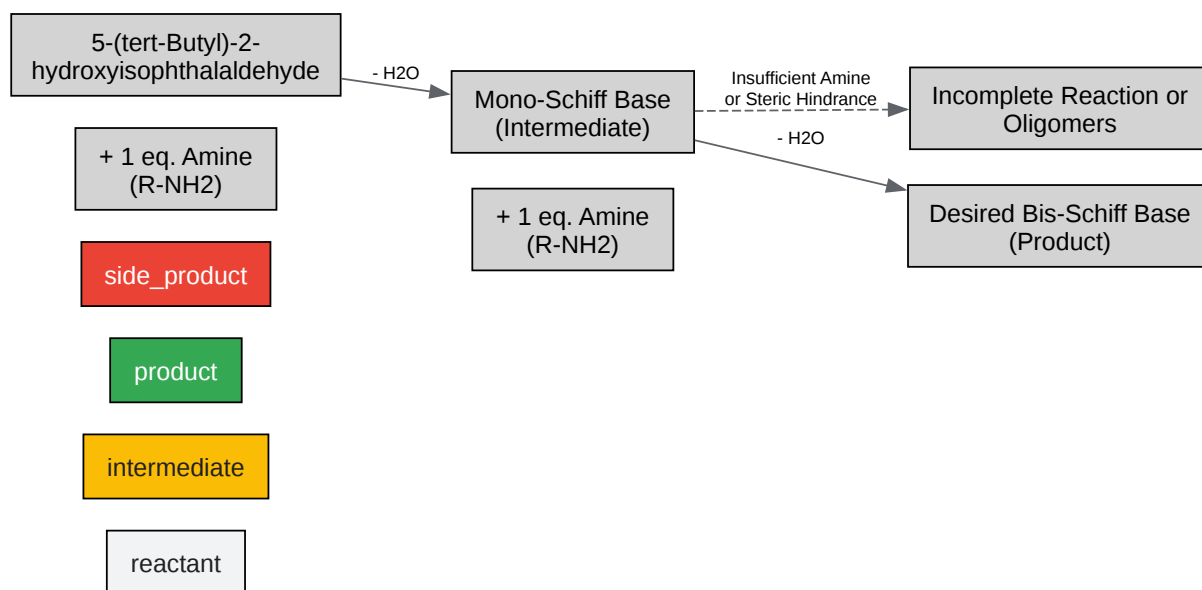 5-(tert-Butyl)-2-
hydroxyisophthalaldehyde
- H2O
Mono-Schiff Base
(Intermediate)
Insufficient Amine
or Steric Hindrance
Incomplete Reaction or
Oligomers
- H2O
Desired Bis-Schiff Base
(Product)
+ 1 eq. Amine
(R-NH2)
+ 1 eq. Amine
(R-NH2)
side_product
product
intermediate
reactant